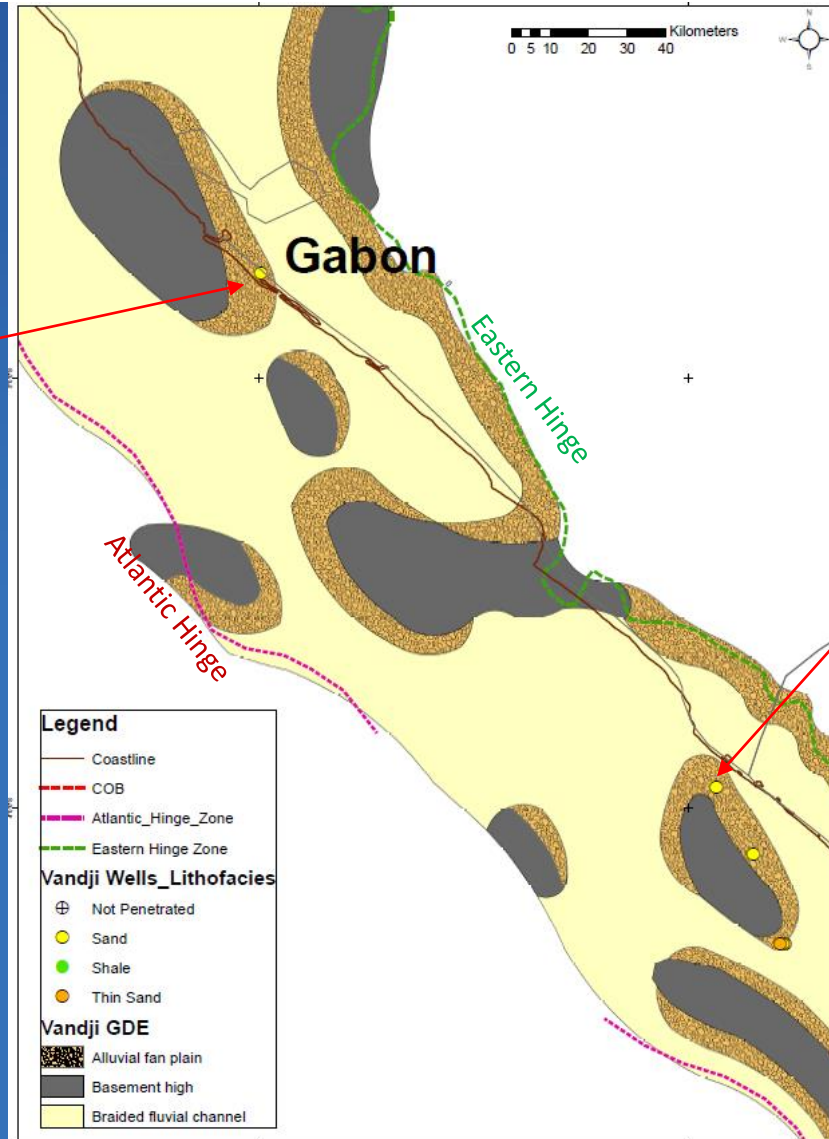 Kilometers
0 5 10 20 30 40
N
W
S
Gabon
Eastern Hinge
Atlantic Hinge
Legend
Coastline
COB
Atlantic_Hinge_Zone
Eastern Hinge Zone
Vandji Wells_Lithofacies
Not Penetrated
Sand
Shale
Thin Sand
Vandji GDE
Alluvial fan plain
Basement high
Braided fluvial channel